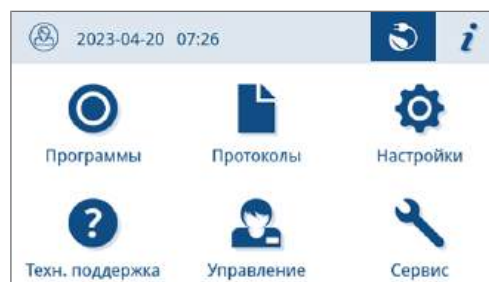 2023-04-20 07:26
i
Программы
Протоколы
Настройки
?
Техн. поддержка
Управление
Сервис